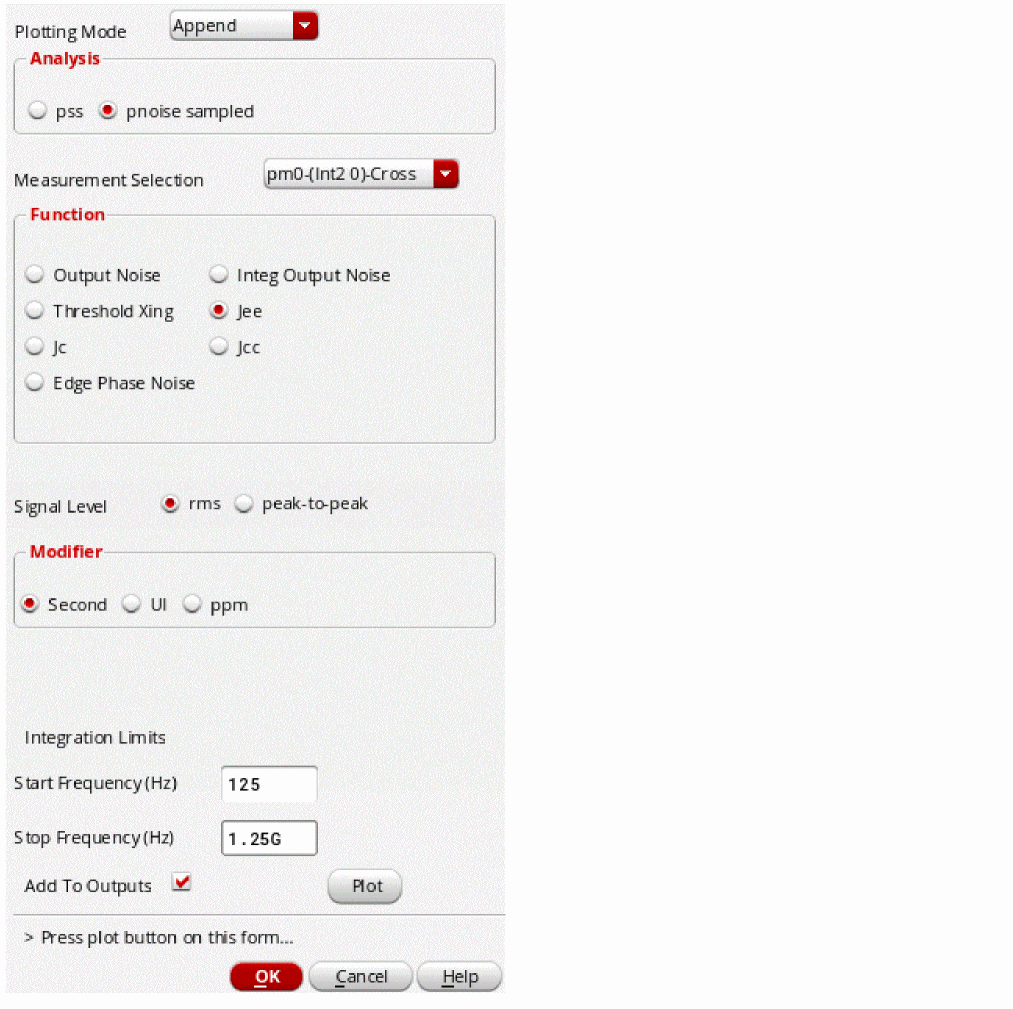 Plotting Mode Append
Analysis
pss pnoise sampled
Measurement Selection pm0-(Int2 0)-Cross
Function
Output Noise Integ Output Noise
Threshold Xing Jee
Jc Jcc
Edge Phase Noise
Signal Level rms peak-to-peak
Modifier
Second UI ppm
Integration Limits
Start Frequency (Hz) 125
Stop Frequency (Hz) 1.25G
Add To Outputs Plot
> Press plot button on this form...
OK Cancel Help